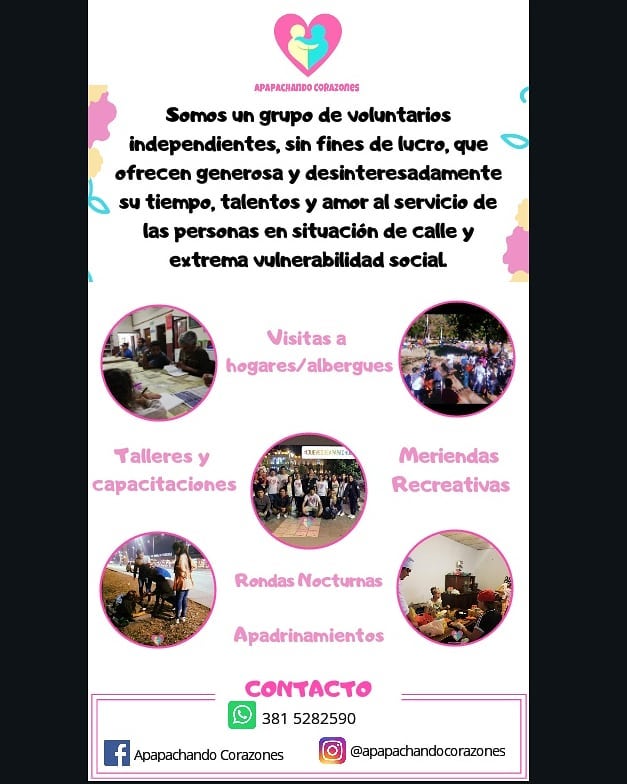 APAPACHANDO CORAZONES
Somos un grupo de voluntarios
independientes, sin fines de lucro, que
ofrecen generosa y desinteresadamente
su tiempo, talentos y amor al servicio de
las personas en situación de calle y
extrema vulnerabilidad social.
Visitas a
hogares/albergues
Talleres y
capacitaciones
Meriendas
Recreativas
Rondas Nocturnas
Apadrinamientos
CONTACTO
381 5282590
Apapachando Corazones
@apapachandocorazones